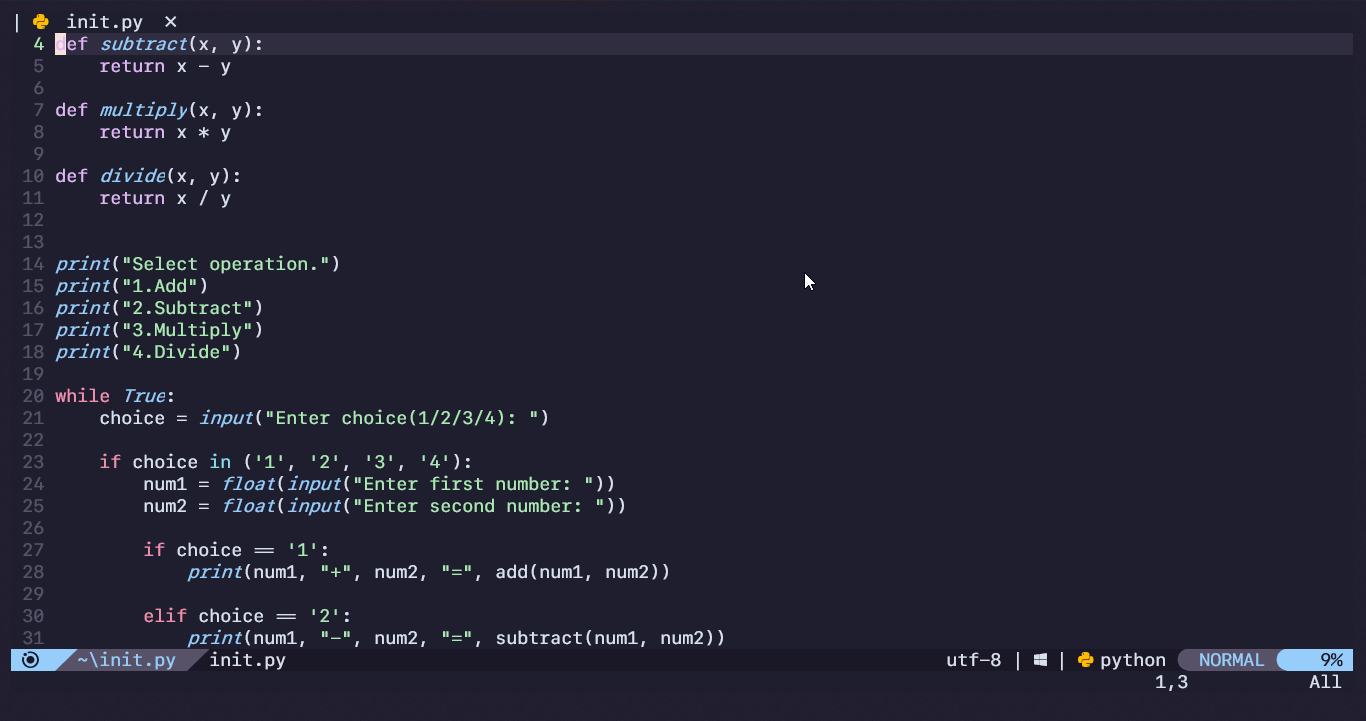 | init.py ✕
4 def subtract(x, y):
5     return x - y
6
7 def multiply(x, y):
8     return x * y
9
10 def divide(x, y):
11     return x / y
12
13
14 print("Select operation.")
15 print("1.Add")
16 print("2.Subtract")
17 print("3.Multiply")
18 print("4.Divide")
19
20 while True:
21     choice = input("Enter choice(1/2/3/4): ")
22
23     if choice in ('1', '2', '3', '4'):
24         num1 = float(input("Enter first number: "))
25         num2 = float(input("Enter second number: "))
26
27         if choice == '1':
28             print(num1, "+", num2, "=", add(num1, num2))
29
30         elif choice == '2':
31             print(num1, "-", num2, "=", subtract(num1, num2))
~\init.py init.py utf-8 | | python NORMAL 9%
1,3 All